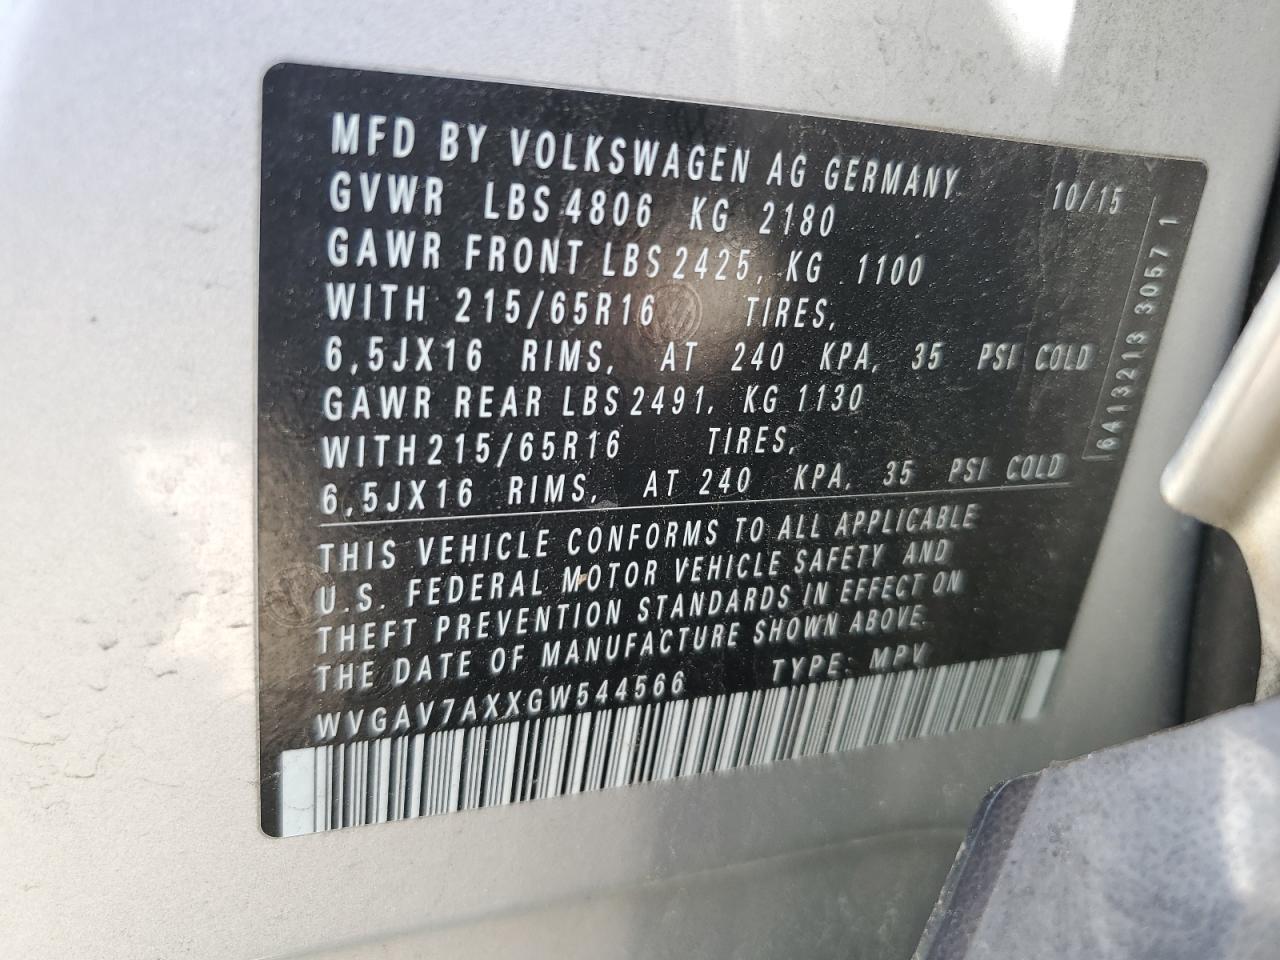 MFD BY VOLKSWAGEN AG GERMANY 10/15
GVWR LBS 4806 KG 2180
GAWR FRONT LBS 2425, KG 1100
WITH 215/65R16 TIRES,
6,5JX16 RIMS, AT 240 KPA, 35 PSI COLD
GAWR REAR LBS 2491, KG 1130
WITH 215/65R16 TIRES,
6,5JX16 RIMS, AT 240 KPA, 35 PSI COLD
6413213 3057 1
THIS VEHICLE CONFORMS TO ALL APPLICABLE
U.S. FEDERAL MOTOR VEHICLE SAFETY AND
THEFT PREVENTION STANDARDS IN EFFECT ON
THE DATE OF MANUFACTURE SHOWN ABOVE.
WVGAV7AXXGW544566 TYPE: MPV